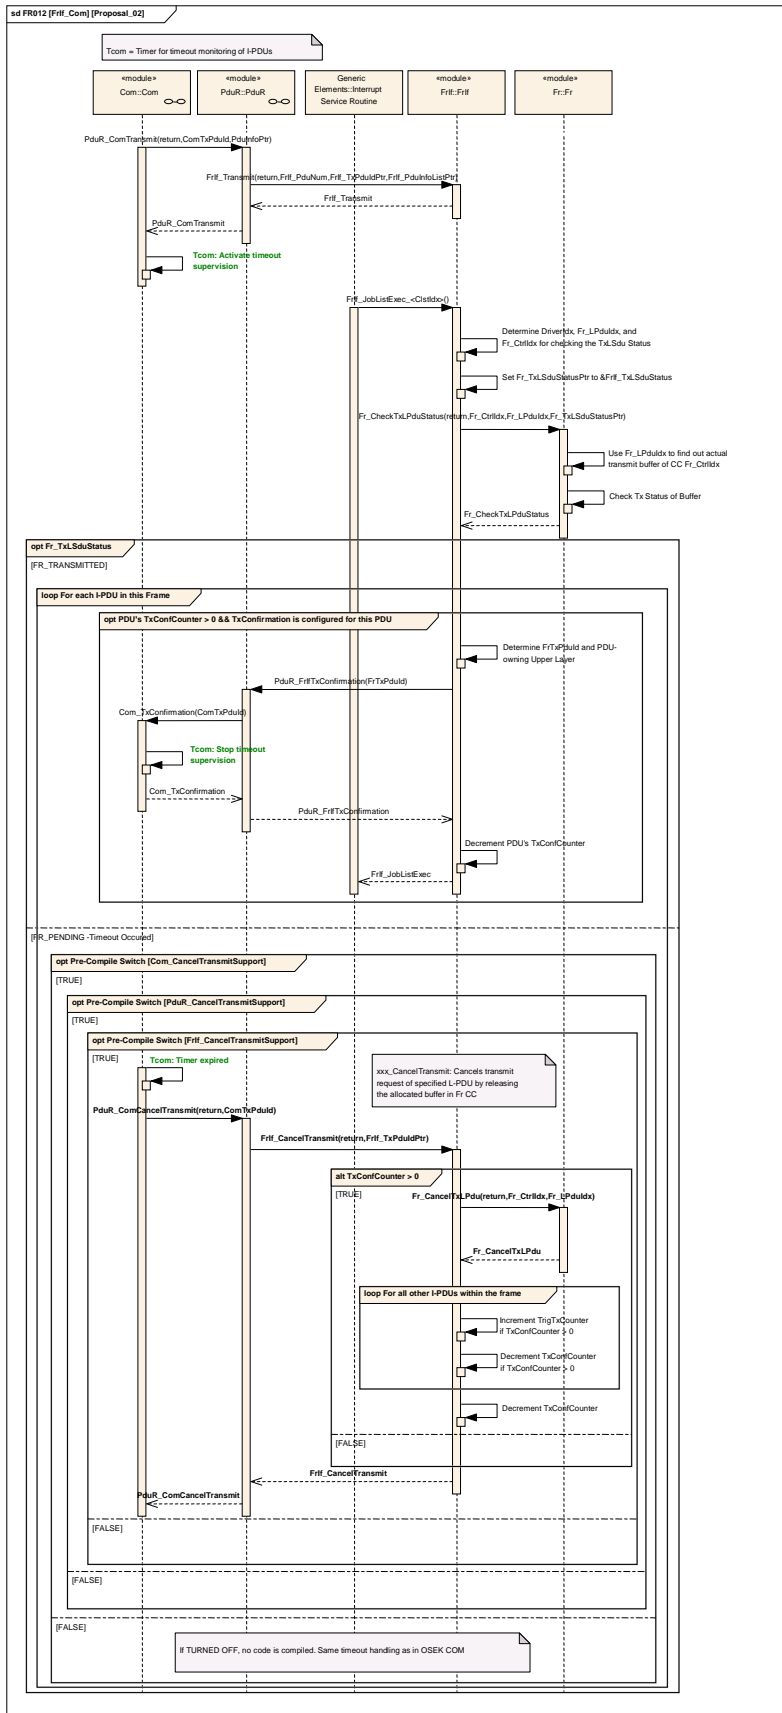 sd FR012 [FrIf_Com] [Proposal_02]
Tcom = Timer for timeout monitoring of I-PDUs
«module»
Com::Com
«module»
PduR::PduR
Generic
Elements::Interrupt
Service Routine
«module»
FrIf::FrIf
«module»
Fr::Fr
PduR_ComTransmit(return,ComTxPduId,PduInfoPtr)
FrIf_Transmit(return,FrIf_PduNum,FrIf_TxPduIdPtr,FrIf_PduInfoListPtr)
FrIf_Transmit
PduR_ComTransmit
Tcom: Activate timeout
supervision
FrIf_JobListExec_<ClstIdx>()
Determine DriverIdx, Fr_LPduIdx, and
Fr_CtrlIdx for checking the TxLSdu Status
Set Fr_TxLSduStatusPtr to &FrIf_TxLSduStatus
Fr_CheckTxLPduStatus(return,Fr_CtrlIdx,Fr_LPduIdx,Fr_TxLSduStatusPtr)
Use Fr_LPduIdx to find out actual
transmit buffer of CC Fr_CtrlIdx
Check Tx Status of Buffer
Fr_CheckTxLPduStatus
opt Fr_TxLSduStatus
[FR_TRANSMITTED]
loop For each I-PDU in this Frame
opt PDU's TxConfCounter > 0 && TxConfirmation is configured for this PDU
Determine FrTxPduId and PDU-
owning Upper Layer
PduR_FrIfTxConfirmation(FrTxPduId)
Com_TxConfirmation(ComTxPduId)
Tcom: Stop timeout
supervision
Com_TxConfirmation
PduR_FrIfTxConfirmation
Decrement PDU's TxConfCounter
FrIf_JobListExec
[FR_PENDING -Timeout Occured]
opt Pre-Compile Switch [Com_CancelTransmitSupport]
[TRUE]
opt Pre-Compile Switch [PduR_CancelTransmitSupport]
[TRUE]
opt Pre-Compile Switch [FrIf_CancelTransmitSupport]
[TRUE]
Tcom: Timer expired
xxx_CancelTransmit: Cancels transmit
request of specified L-PDU by releasing
the allocated buffer in Fr CC
PduR_ComCancelTransmit(return,ComTxPduId)
FrIf_CancelTransmit(return,FrIf_TxPduIdPtr)
alt TxConfCounter > 0
[TRUE]
Fr_CancelTxLPdu(return,Fr_CtrlIdx,Fr_LPduIdx)
Fr_CancelTxLPdu
loop For all other I-PDUs within the frame
Increment TrigTxCounter
if TxConfCounter > 0
Decrement TxConfCounter
if TxConfCounter > 0
Decrement TxConfCounter
[FALSE]
FrIf_CancelTransmit
PduR_ComCancelTransmit
[FALSE]
[FALSE]
[FALSE]
If TURNED OFF, no code is compiled. Same timeout handling as in OSEK COM